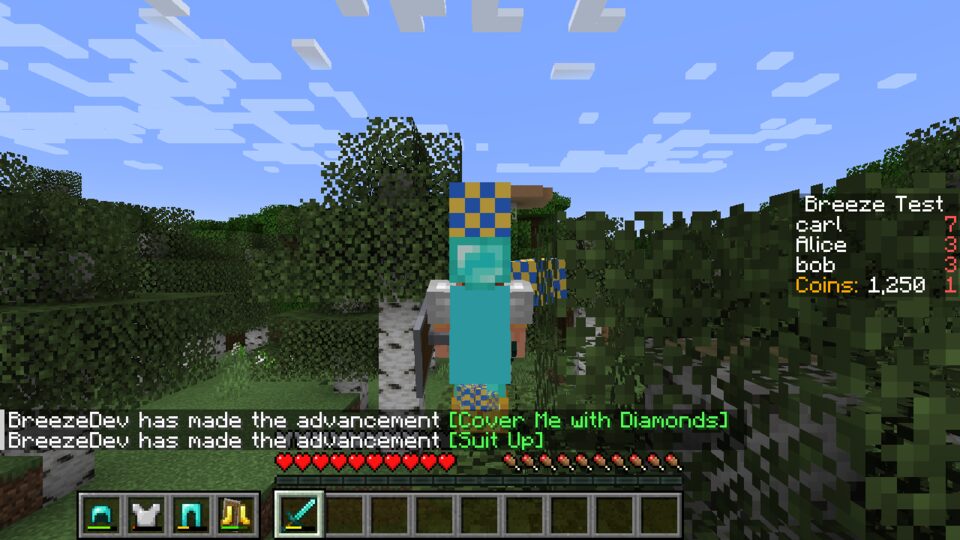 Breeze Test
carl 7
Alice 3
bob 3
Coins: 1,250 1
BreezeDev has made the advancement [Cover Me with Diamonds]
BreezeDev has made the advancement [Suit Up]